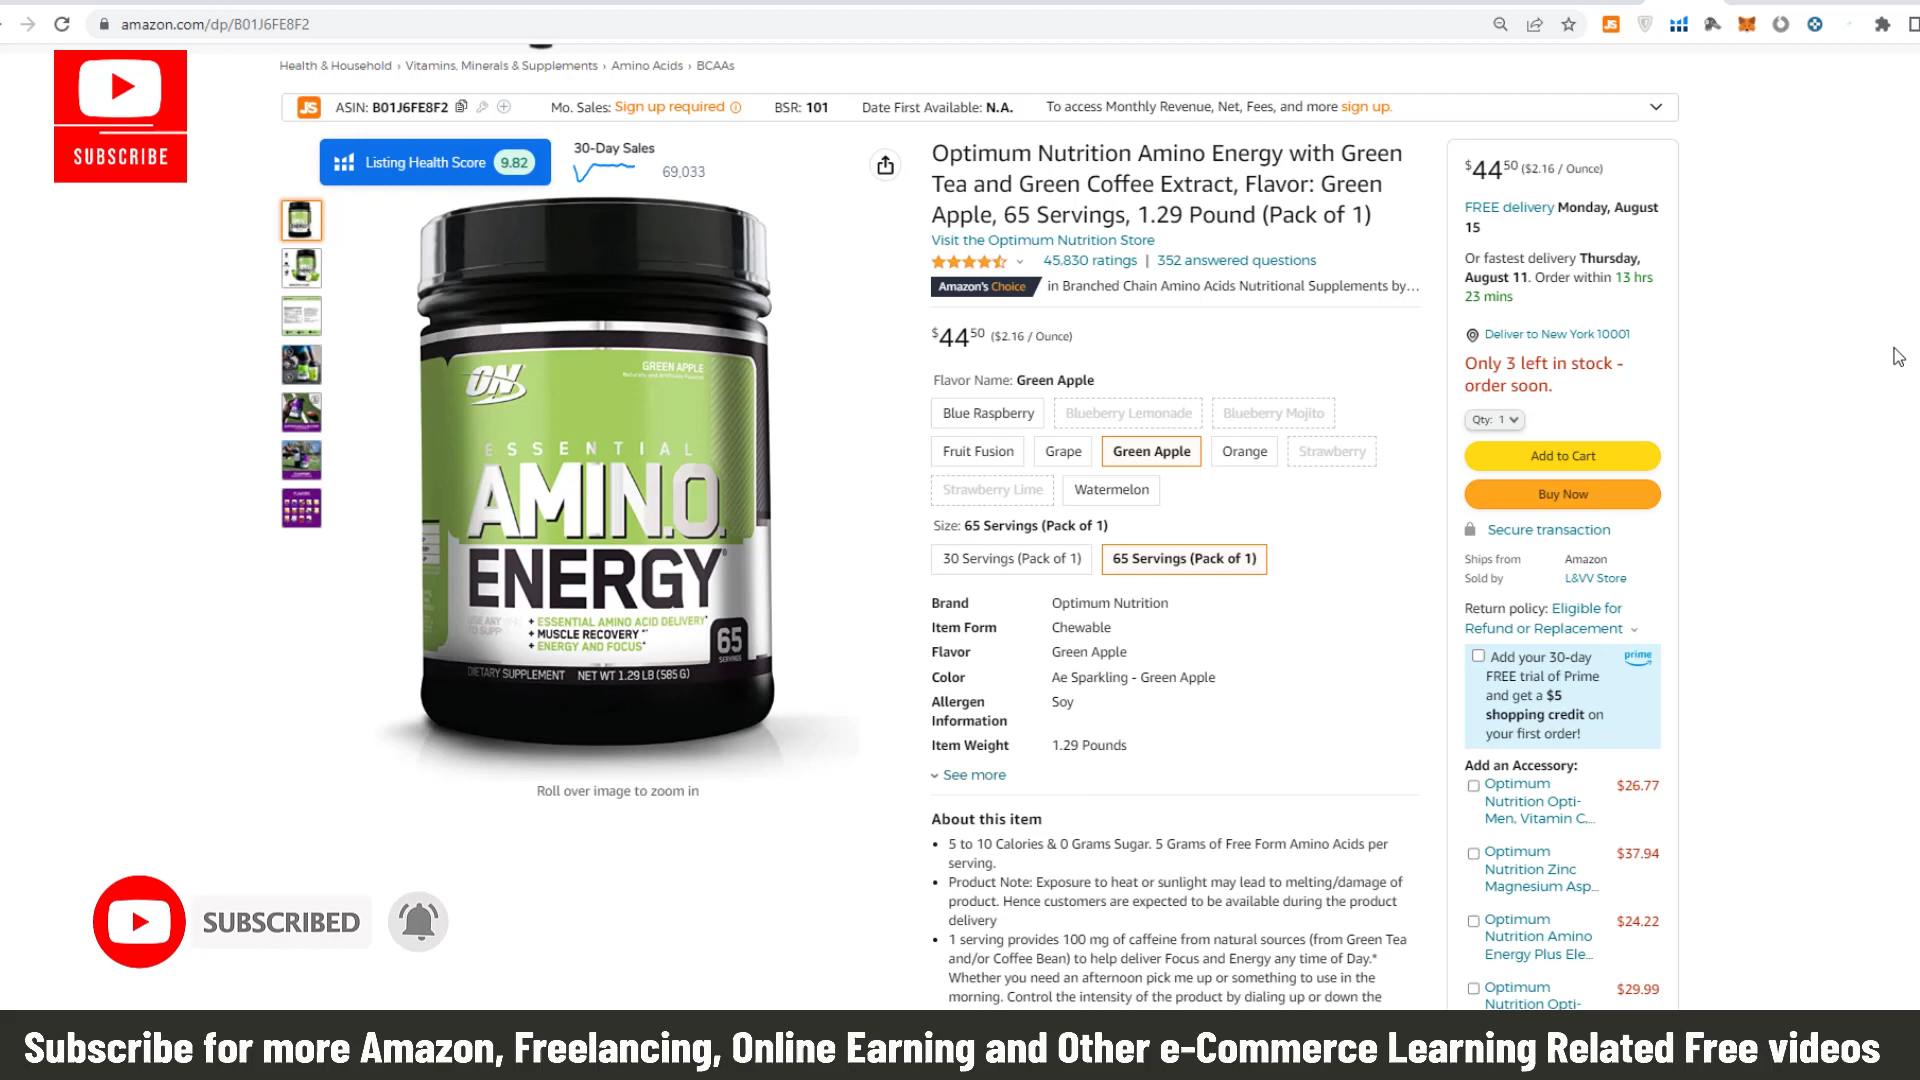 amazon.com/dp/B01J6FE8F2
SUBSCRIBE
Health & Household › Vitamins, Minerals & Supplements › Amino Acids › BCAAs
JS ASIN: B01J6FE8F2 Mo. Sales: Sign up required BSR: 101 Date First Available: N.A. To access Monthly Revenue, Net, Fees, and more sign up.
Listing Health Score 9.82
30-Day Sales
69,033
ON
GREEN APPLE
Naturally and Artificially Flavored
ESSENTIAL
AMIN.O.
ENERGY
+ ESSENTIAL AMINO ACID DELIVERY*
+ MUSCLE RECOVERY*
+ ENERGY AND FOCUS*
65
SERVINGS
DIETARY SUPPLEMENT NET WT 1.29 LB (585 G)
Roll over image to zoom in
Optimum Nutrition Amino Energy with Green
Tea and Green Coffee Extract, Flavor: Green
Apple, 65 Servings, 1.29 Pound (Pack of 1)
Visit the Optimum Nutrition Store
45,830 ratings | 352 answered questions
Amazon's Choice in Branched Chain Amino Acids Nutritional Supplements by…
$44 50 ($2.16 / Ounce)
Flavor Name: Green Apple
Blue Raspberry Blueberry Lemonade Blueberry Mojito
Fruit Fusion Grape Green Apple Orange Strawberry
Strawberry Lime Watermelon
Size: 65 Servings (Pack of 1)
30 Servings (Pack of 1) 65 Servings (Pack of 1)
Brand Optimum Nutrition
Item Form Chewable
Flavor Green Apple
Color Ae Sparkling - Green Apple
Allergen Soy
Information
Item Weight 1.29 Pounds
See more
About this item
• 5 to 10 Calories & 0 Grams Sugar. 5 Grams of Free Form Amino Acids per
serving.
• Product Note: Exposure to heat or sunlight may lead to melting/damage of
product. Hence customers are expected to be available during the product
delivery
• 1 serving provides 100 mg of caffeine from natural sources (from Green Tea
and/or Coffee Bean) to help deliver Focus and Energy any time of Day.*
Whether you need an afternoon pick me up or something to use in the
morning. Control the intensity of the product by dialing up or down the
$44 50 ($2.16 / Ounce)
FREE delivery Monday, August
15
Or fastest delivery Thursday,
August 11. Order within 13 hrs
23 mins
Deliver to New York 10001
Only 3 left in stock -
order soon.
Qty: 1
Add to Cart
Buy Now
Secure transaction
Ships from Amazon
Sold by L&VV Store
Return policy: Eligible for
Refund or Replacement
Add your 30-day
FREE trial of Prime
and get a $5
shopping credit on
your first order!
prime
Add an Accessory:
Optimum $26.77
Nutrition Opti-
Men, Vitamin C,...
Optimum $37.94
Nutrition Zinc
Magnesium Asp...
Optimum $24.22
Nutrition Amino
Energy Plus Ele...
Optimum $29.99
Nutrition Opti-
SUBSCRIBED
Subscribe for more Amazon, Freelancing, Online Earning and Other e-Commerce Learning Related Free videos